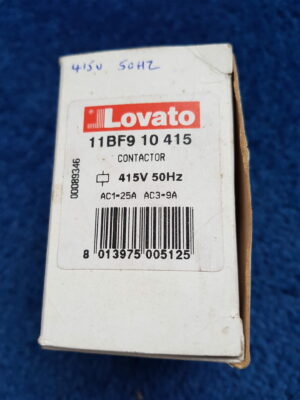 415V 50HZ
Lovato
11BF9 10 415
CONTACTOR
415V 50Hz
AC1-25A AC3-9A
00089346
8 013975 005125